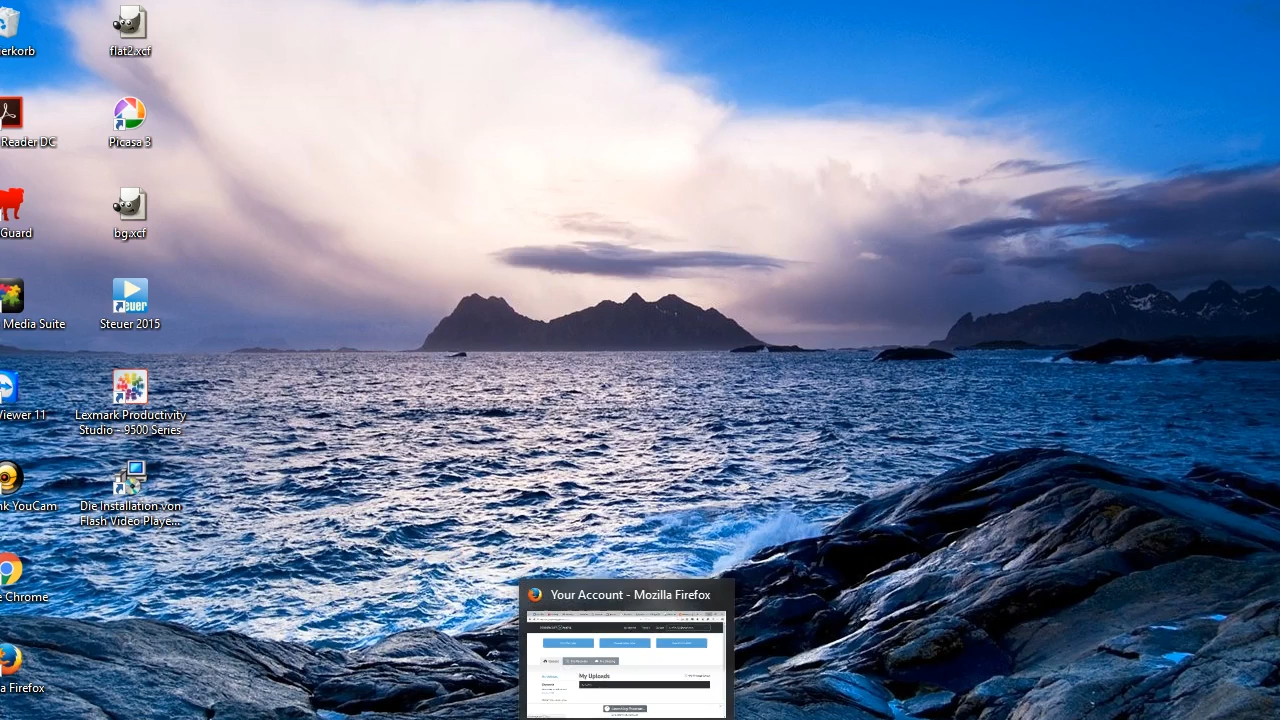 erkorb
flat2.xcf
Reader DC
Picasa 3
Guard
bg.xcf
Media Suite
Steuer 2015
euer
Viewer 11
Lexmark Productivity
Studio - 9500 Series
YouCam
Die Installation von
Flash Video Playe...
Chrome
Firefox
Your Account - Mozilla Firefox
My Uploads